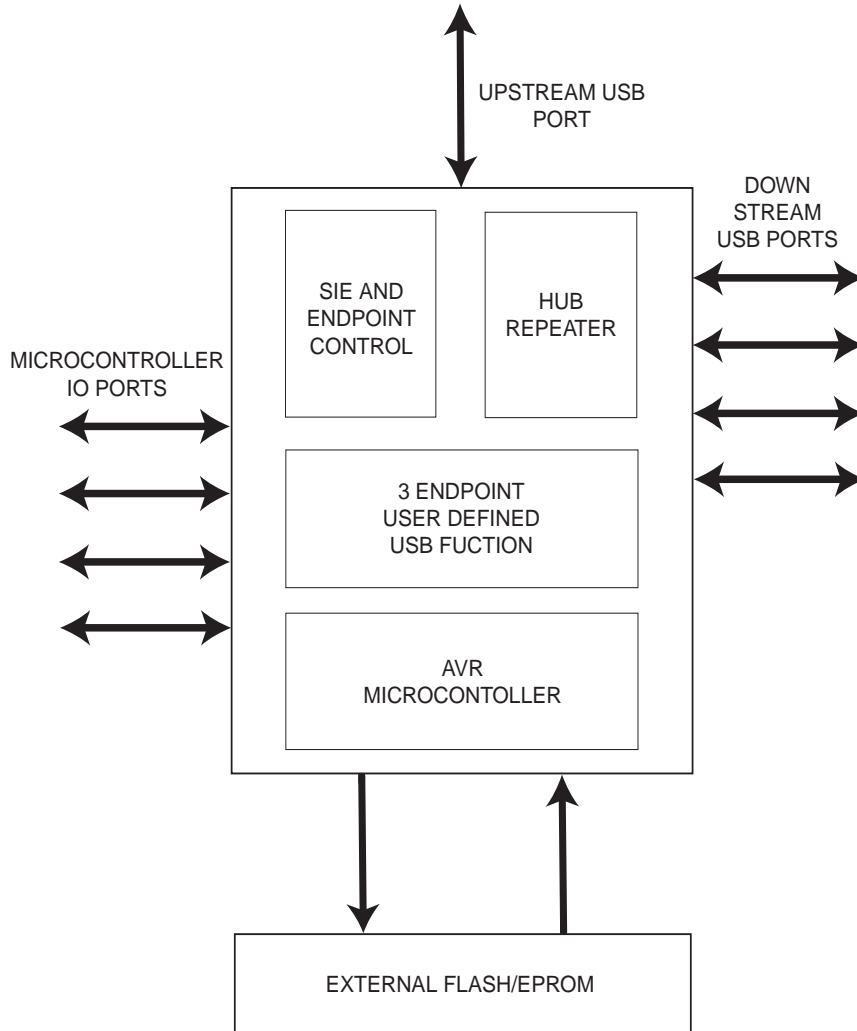 UPSTREAM USB
PORT
DOWN
STREAM
USB PORTS
SIE AND
ENDPOINT
CONTROL
HUB
REPEATER
MICROCONTROLLER
IO PORTS
3 ENDPOINT
USER DEFINED
USB FUCTION
AVR
MICROCONTOLLER
EXTERNAL FLASH/EPROM